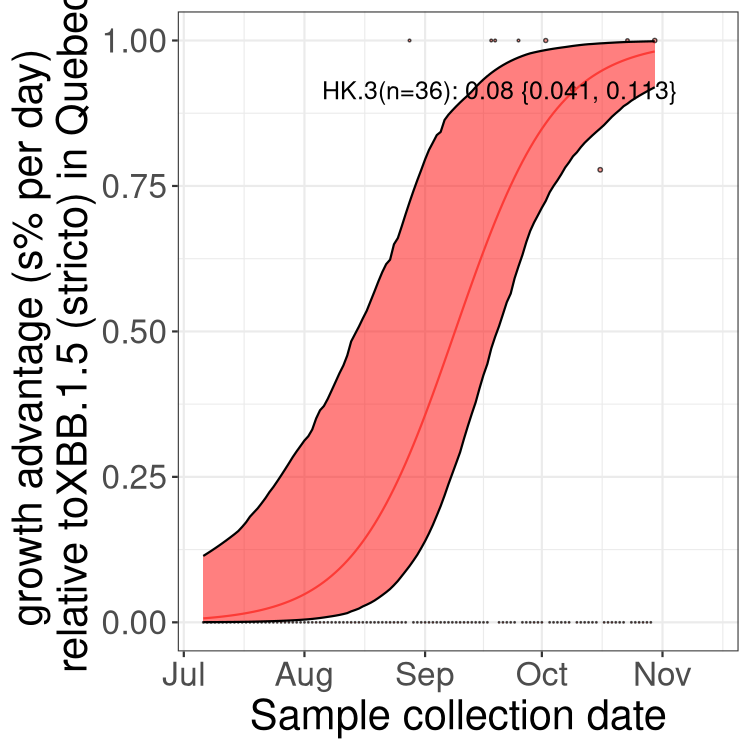 growth advantage (s% per day)
relative toXBB.1.5 (stricto) in Quebec
1.00
0.75
0.50
0.25
0.00
HK.3(n=36): 0.08 {0.041, 0.113}
Jul Aug Sep Oct Nov
Sample collection date